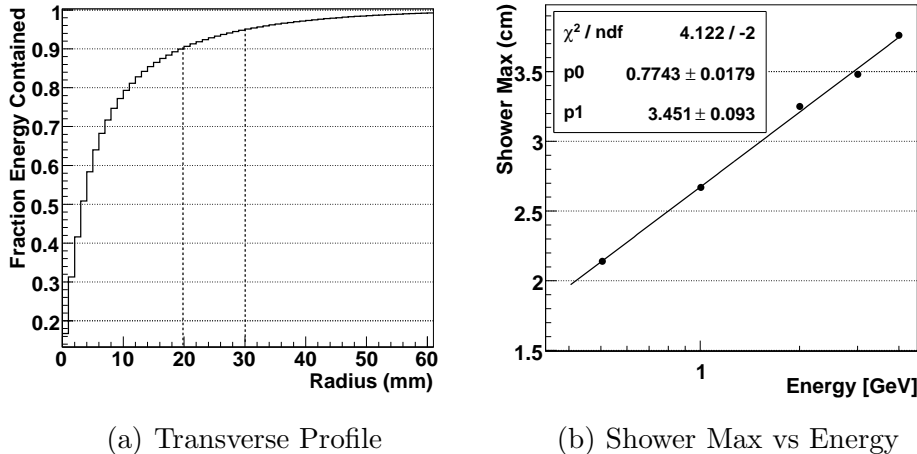 Fraction Energy Contained
1
0.9
0.8
0.7
0.6
0.5
0.4
0.3
0.2
0 10 20 30 40 50 60
Radius (mm)
(a) Transverse Profile
Shower Max (cm)
χ² / ndf 4.122 / -2
p0 0.7743 ± 0.0179
p1 3.451 ± 0.093
4
3.5
3
2.5
2
1.5
1
Energy [GeV]
(b) Shower Max vs Energy